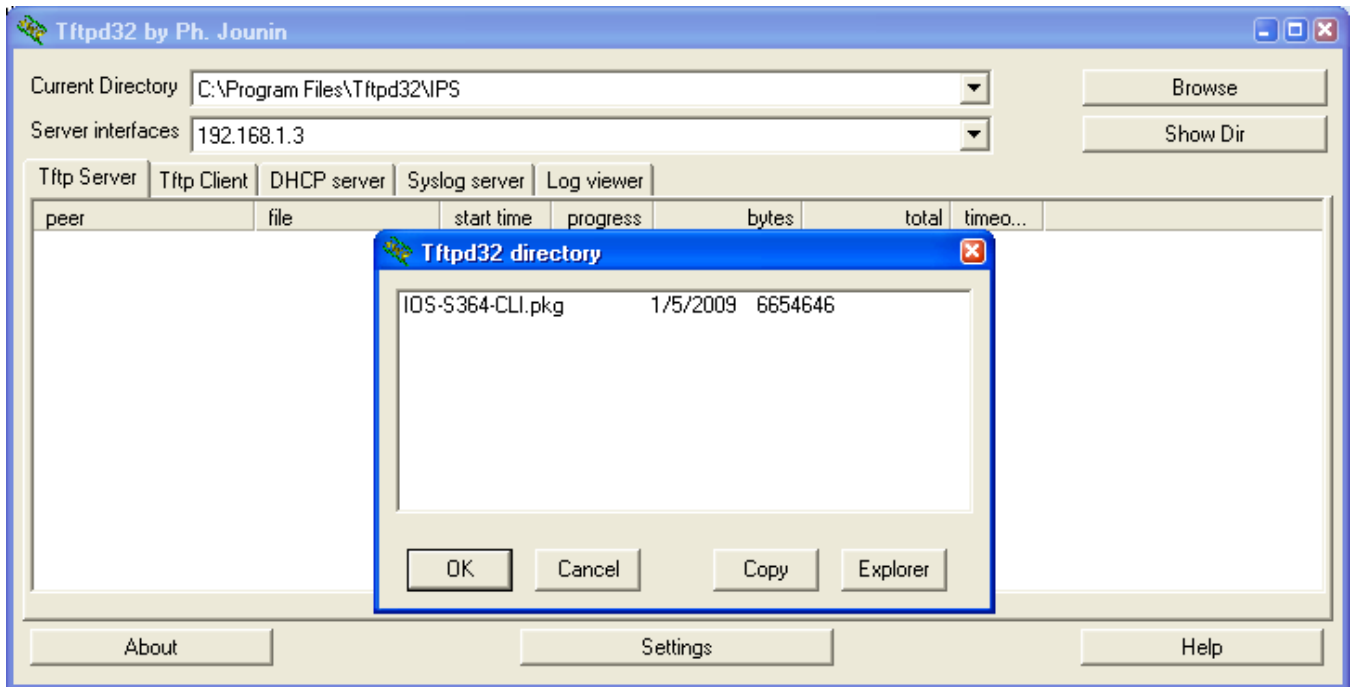 Tftpd32 by Ph. Jounin
Current Directory C:\Program Files\Tftpd32\IPS Browse
Server interfaces 192.168.1.3 Show Dir
Tftp Server Tftp Client DHCP server Syslog server Log viewer
peer file start time progress bytes total timeo...
Tftpd32 directory
IOS-S364-CLI.pkg 1/5/2009 6654646
OK Cancel Copy Explorer
About Settings Help